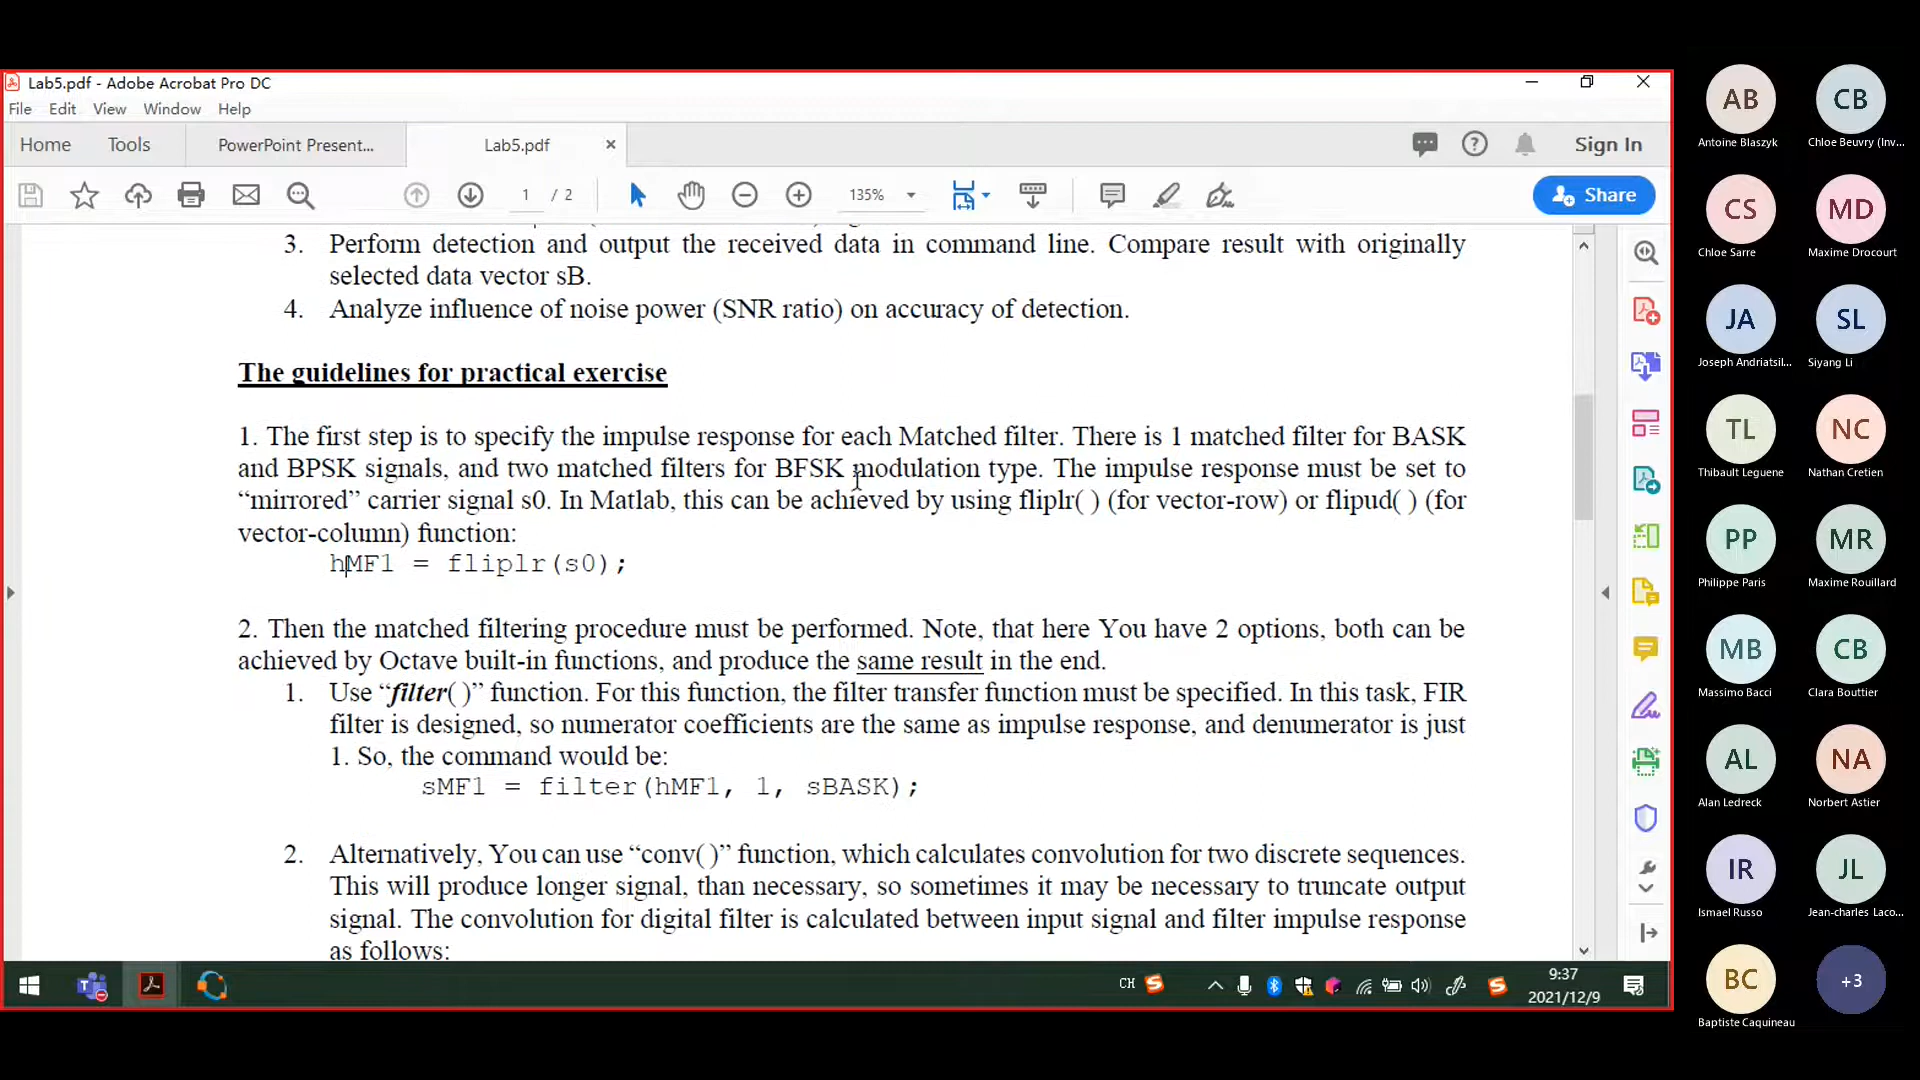 Lab5.pdf - Adobe Acrobat Pro DC
File Edit View Window Help
Home Tools PowerPoint Present... Lab5.pdf × Sign In
1 / 2 135% Share
3. Perform detection and output the received data in command line. Compare result with originally
selected data vector sB.
4. Analyze influence of noise power (SNR ratio) on accuracy of detection.
The guidelines for practical exercise
1. The first step is to specify the impulse response for each Matched filter. There is 1 matched filter for BASK
and BPSK signals, and two matched filters for BFSK modulation type. The impulse response must be set to
“mirrored” carrier signal s0. In Matlab, this can be achieved by using fliplr( ) (for vector-row) or flipud( ) (for
vector-column) function:
hMF1 = fliplr(s0);
2. Then the matched filtering procedure must be performed. Note, that here You have 2 options, both can be
achieved by Octave built-in functions, and produce the same result in the end.
1. Use “filter( )” function. For this function, the filter transfer function must be specified. In this task, FIR
filter is designed, so numerator coefficients are the same as impulse response, and denumerator is just
1. So, the command would be:
sMF1 = filter(hMF1, 1, sBASK);
2. Alternatively, You can use “conv( )” function, which calculates convolution for two discrete sequences.
This will produce longer signal, than necessary, so sometimes it may be necessary to truncate output
signal. The convolution for digital filter is calculated between input signal and filter impulse response
as follows:
CH
9:37
2021/12/9
AB CB
Antoine Blaszyk Chloe Beuvry (Inv...
CS MD
Chloe Sarre Maxime Drocourt
JA SL
Joseph Andriatsil... Siyang Li
TL NC
Thibault Leguene Nathan Cretien
PP MR
Philippe Paris Maxime Rouillard
MB CB
Massimo Bacci Clara Bouttier
AL NA
Alan Ledreck Norbert Astier
IR JL
Ismael Russo Jean-charles Laco...
BC +3
Baptiste Caquineau